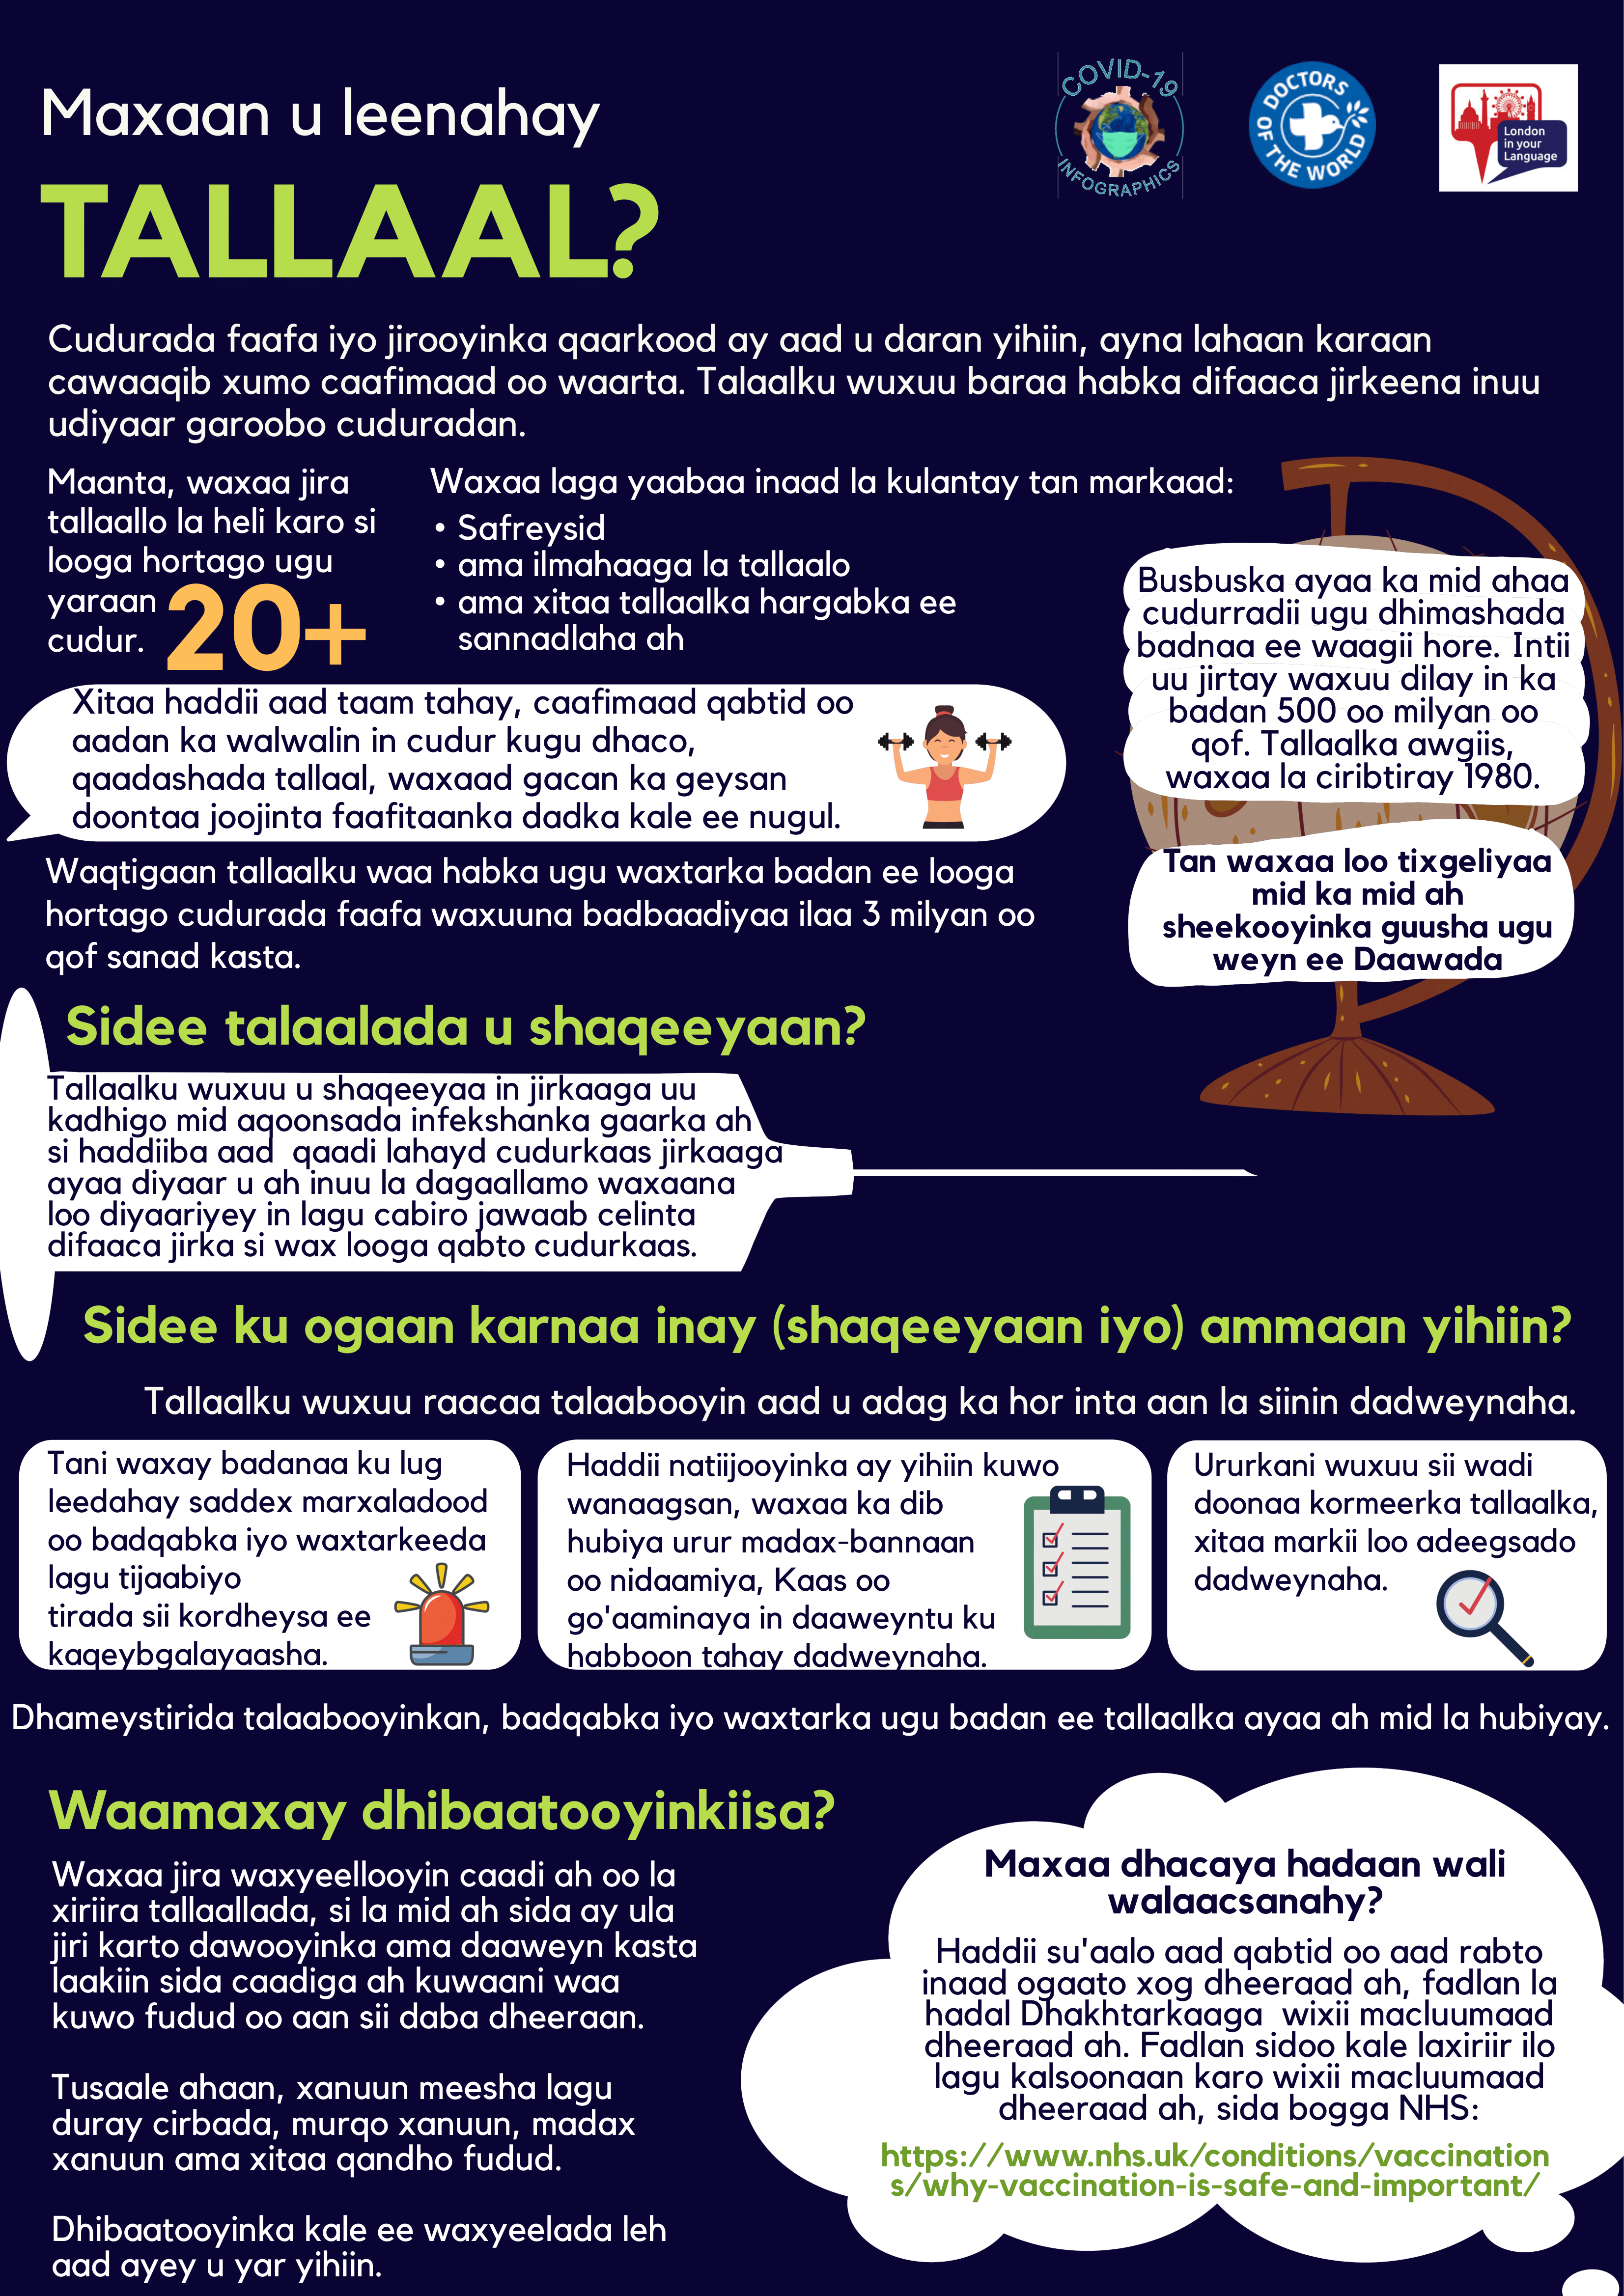 Maxaan u leenahay
TALLAAL?
COVID-19
INFOGRAPHICS
DOCTORS
OF THE WORLD
London
in your
Language
Cudurada faafa iyo jirooyinka qaarkood ay aad u daran yihiin, ayna lahaan karaan
cawaaqib xumo caafimaad oo waarta. Talaalku wuxuu baraa habka difaaca jirkeena inuu
udiyaar garoobo cuduradan.
Maanta, waxaa jira
tallaallo la heli karo si
looga hortago ugu
yaraan 20+
cudur.
Waxaa laga yaabaa inaad la kulantay tan markaad:
• Safreysid
• ama ilmahaaga la tallaalo
• ama xitaa tallaalka hargabka ee
sannadlaha ah
Busbuska ayaa ka mid ahaa
cudurradii ugu dhimashada
badnaa ee waagii hore. Intii
uu jirtay waxuu dilay in ka
badan 500 oo milyan oo
qof. Tallaalka awgiis,
waxaa la ciribtiray 1980.
Tan waxaa loo tixgeliyaa
mid ka mid ah
sheekooyinka guusha ugu
weyn ee Daawada
Xitaa haddii aad taam tahay, caafimaad qabtid oo
aadan ka walwalin in cudur kugu dhaco,
qaadashada tallaal, waxaad gacan ka geysan
doontaa joojinta faafitaanka dadka kale ee nugul.
Waqtigaan tallaalku waa habka ugu waxtarka badan ee looga
hortago cudurada faafa waxuuna badbaadiyaa ilaa 3 milyan oo
qof sanad kasta.
Sidee talaalada u shaqeeyaan?
Tallaalku wuxuu u shaqeeyaa in jirkaaga uu
kadhigo mid aqoonsada infekshanka gaarka ah
si haddiiba aad  qaadi lahayd cudurkaas jirkaaga
ayaa diyaar u ah inuu la dagaallamo waxaana
loo diyaariyey in lagu cabiro jawaab celinta
difaaca jirka si wax looga qabto cudurkaas.
Sidee ku ogaan karnaa inay (shaqeeyaan iyo) ammaan yihiin?
Tallaalku wuxuu raacaa talaabooyin aad u adag ka hor inta aan la siinin dadweynaha.
Tani waxay badanaa ku lug
leedahay saddex marxaladood
oo badqabka iyo waxtarkeeda
lagu tijaabiyo
tirada sii kordheysa ee
kaqeybgalayaasha.
Haddii natiijooyinka ay yihiin kuwo
wanaagsan, waxaa ka dib
hubiya urur madax-bannaan
oo nidaamiya, Kaas oo
go'aaminaya in daaweyntu ku
habboon tahay dadweynaha.
Ururkani wuxuu sii wadi
doonaa kormeerka tallaalka,
xitaa markii loo adeegsado
dadweynaha.
Dhameystirida talaabooyinkan, badqabka iyo waxtarka ugu badan ee tallaalka ayaa ah mid la hubiyay.
Waamaxay dhibaatooyinkiisa?
Waxaa jira waxyeellooyin caadi ah oo la
xiriira tallaallada, si la mid ah sida ay ula
jiri karto dawooyinka ama daaweyn kasta
laakiin sida caadiga ah kuwaani waa
kuwo fudud oo aan sii daba dheeraan.
Tusaale ahaan, xanuun meesha lagu
duray cirbada, murqo xanuun, madax
xanuun ama xitaa qandho fudud.
Dhibaatooyinka kale ee waxyeelada leh
aad ayey u yar yihiin.
Maxaa dhacaya hadaan wali
walaacsanahy?
Haddii su'aalo aad qabtid oo aad rabto
inaad ogaato xog dheeraad ah, fadlan la
hadal Dhakhtarkaaga  wixii macluumaad
dheeraad ah. Fadlan sidoo kale laxiriir ilo
lagu kalsoonaan karo wixii macluumaad
dheeraad ah, sida bogga NHS:
https://www.nhs.uk/conditions/vaccination
s/why-vaccination-is-safe-and-important/